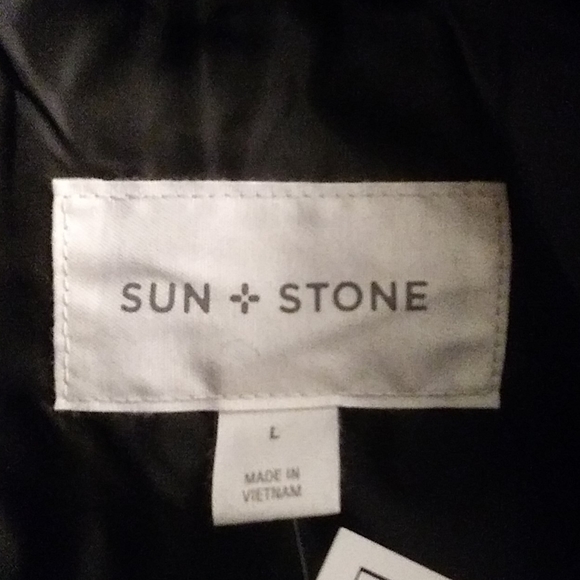 SUN + STONE
L
MADE IN
VIETNAM